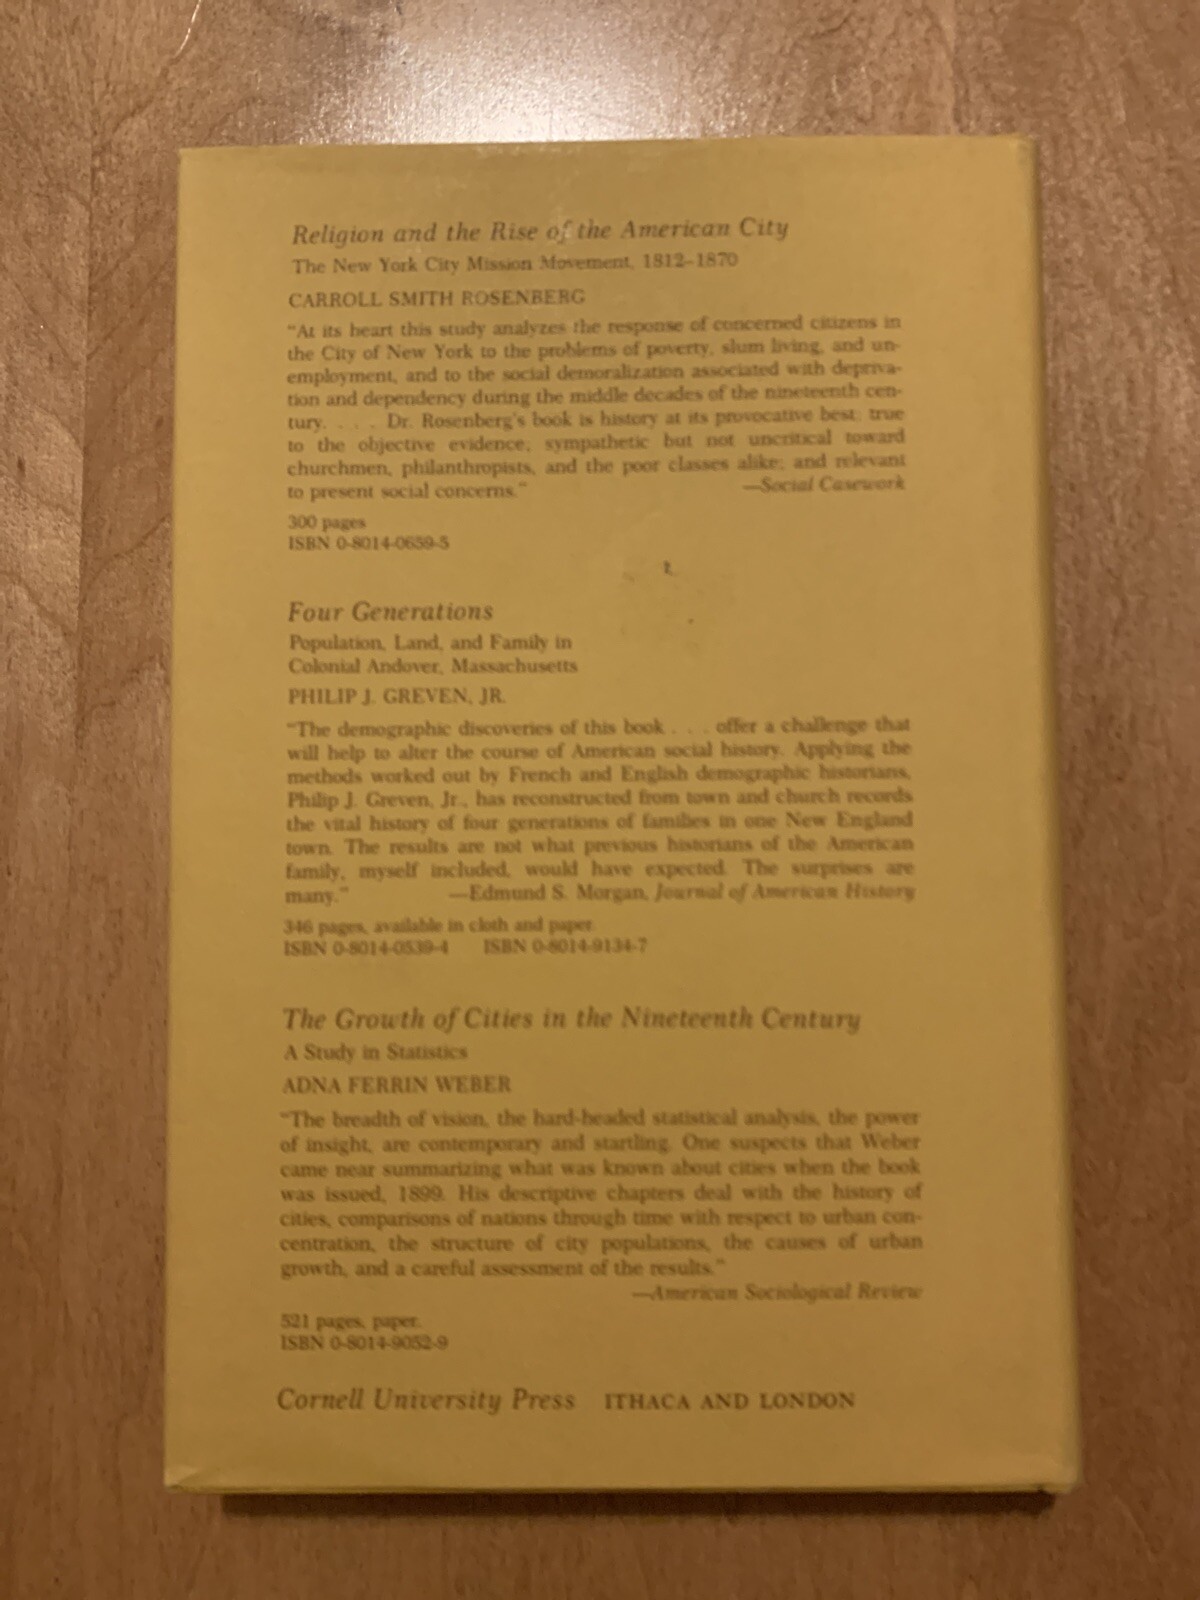 Religion and the Rise of the American City
The New York City Mission Movement, 1812–1870
CARROLL SMITH ROSENBERG
"At its heart this study analyzes the response of concerned citizens in
the City of New York to the problems of poverty, slum living, and un-
employment, and to the social demoralization associated with depriva-
tion and dependency during the middle decades of the nineteenth cen-
tury. . . . Dr. Rosenberg's book is history at its provocative best: true
to the objective evidence; sympathetic but not uncritical toward
churchmen, philanthropists, and the poor classes alike; and relevant
to present social concerns." —Social Casework
300 pages
ISBN 0-8014-0659-5
Four Generations
Population, Land, and Family in
Colonial Andover, Massachusetts
PHILIP J. GREVEN, JR.
"The demographic discoveries of this book . . . offer a challenge that
will help to alter the course of American social history. Applying the
methods worked out by French and English demographic historians,
Philip J. Greven, Jr., has reconstructed from town and church records
the vital history of four generations of families in one New England
town. The results are not what previous historians of the American
family, myself included, would have expected. The surprises are
many." —Edmund S. Morgan, Journal of American History
346 pages, available in cloth and paper.
ISBN 0-8014-0539-4 ISBN 0-8014-9134-7
The Growth of Cities in the Nineteenth Century
A Study in Statistics
ADNA FERRIN WEBER
"The breadth of vision, the hard-headed statistical analysis, the power
of insight, are contemporary and startling. One suspects that Weber
came near summarizing what was known about cities when the book
was issued, 1899. His descriptive chapters deal with the history of
cities, comparisons of nations through time with respect to urban con-
centration, the structure of city populations, the causes of urban
growth, and a careful assessment of the results."
—American Sociological Review
521 pages, paper.
ISBN 0-8014-9052-9
Cornell University Press ITHACA AND LONDON